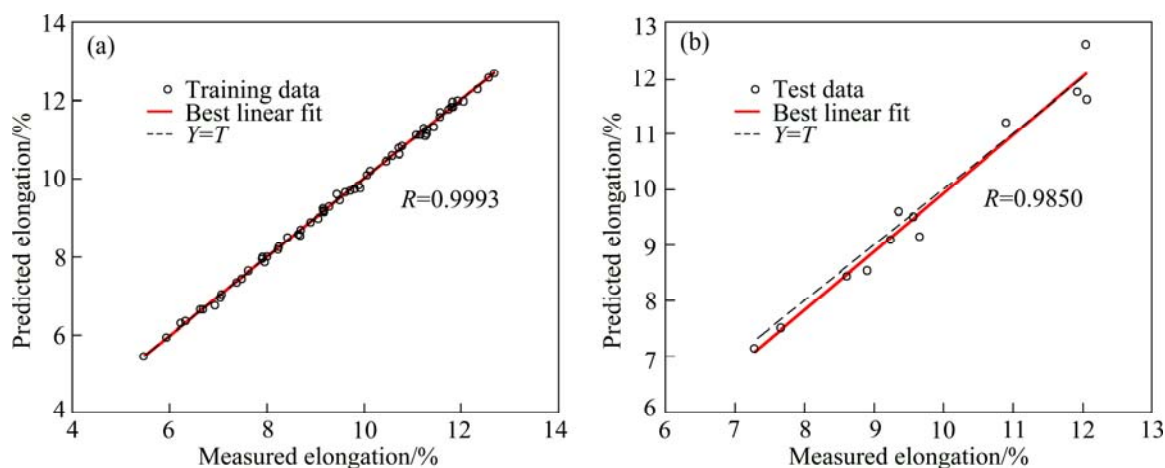 (a)
14
12
10
8
6
4
Predicted elongation/%
Training data
Best linear fit
Y=T
R=0.9993
4 6 8 10 12 14
Measured elongation/%
(b)
13
12
11
10
9
8
7
6
Predicted elongation/%
Test data
Best linear fit
Y=T
R=0.9850
7 8 9 10 11 12 13
Measured elongation/%